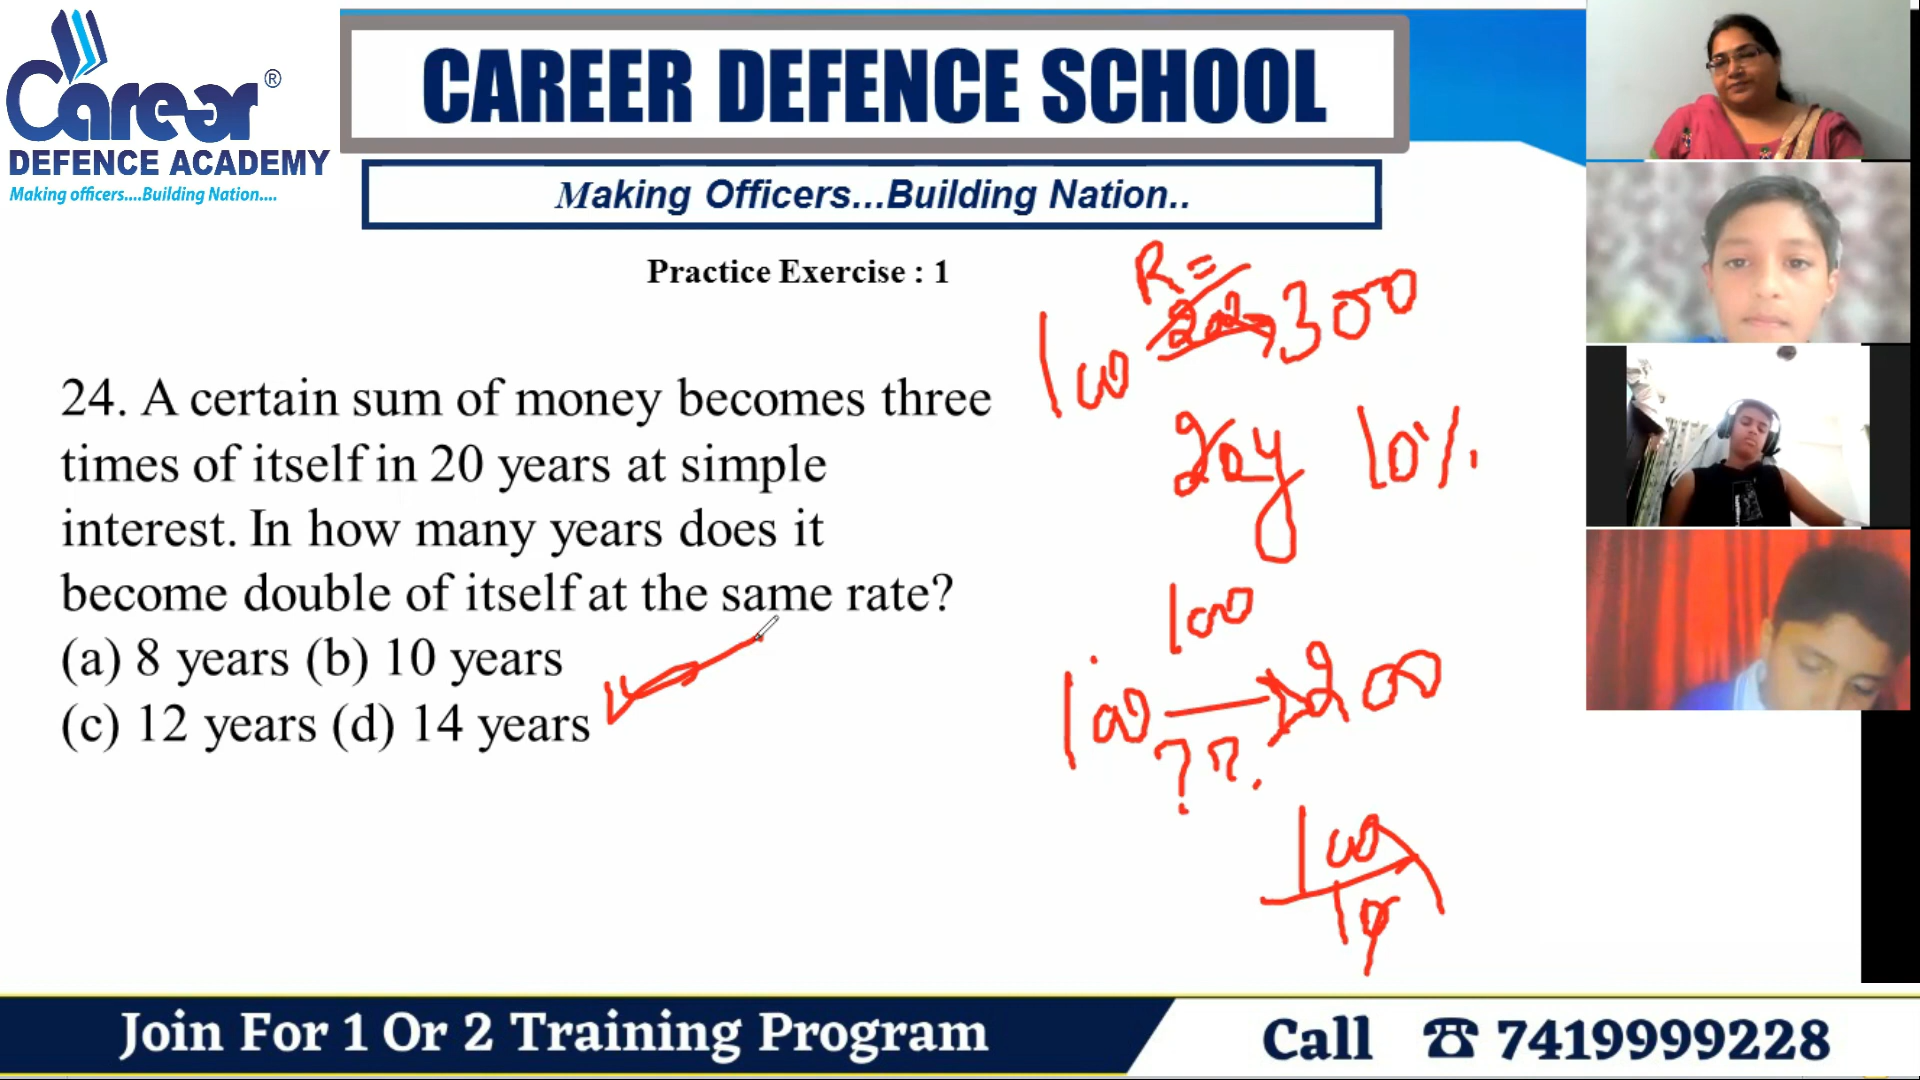 Career®
DEFENCE ACADEMY
Making officers....Building Nation....
CAREER DEFENCE SCHOOL
Making Officers...Building Nation..
Practice Exercise : 1
24. A certain sum of money becomes three
times of itself in 20 years at simple
interest. In how many years does it
become double of itself at the same rate?
(a) 8 years (b) 10 years
(c) 12 years (d) 14 years
R =
100 200 300
20y 10%
100
100 → 200
??.
100
10
Join For 1 Or 2 Training Program
Call ☎ 7419999228